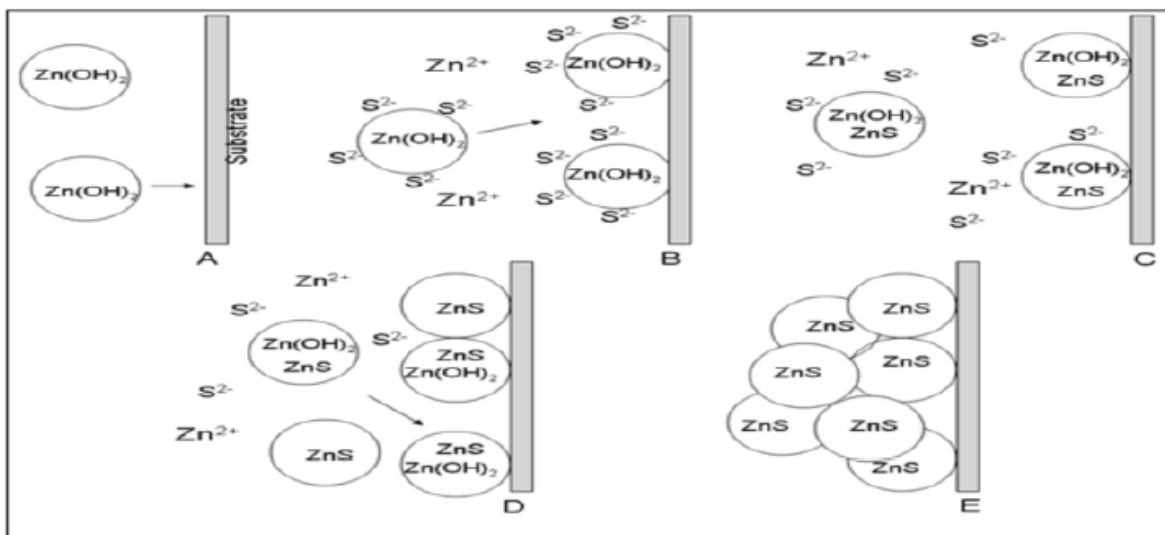 Zn(OH)₂
Zn(OH)₂
Substrate
A
S²⁻
S²⁻
S²⁻
Zn²⁺
S²⁻
Zn(OH)₂
S²⁻
S²⁻
S²⁻
Zn(OH)₂
S²⁻
S²⁻
S²⁻
S²⁻
Zn(OH)₂
Zn²⁺
S²⁻
S²⁻
B
S²⁻
Zn²⁺
S²⁻
Zn(OH)₂
ZnS
S²⁻
Zn(OH)₂
ZnS
S²⁻
S²⁻
S²⁻
Zn(OH)₂
ZnS
Zn²⁺
S²⁻
C
Zn²⁺
S²⁻
ZnS
Zn(OH)₂
ZnS
S²⁻
ZnS
Zn(OH)₂
S²⁻
Zn²⁺
ZnS
ZnS
Zn(OH)₂
D
ZnS
ZnS
ZnS
ZnS
ZnS
ZnS
ZnS
E